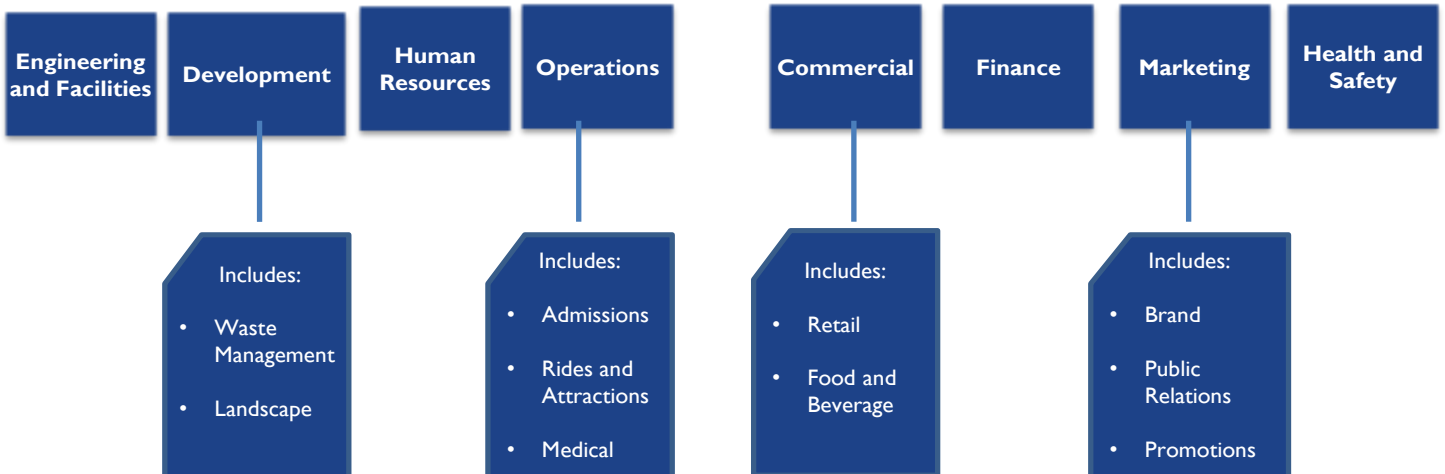 Engineering
and Facilities
Development
Human
Resources
Operations
Commercial
Finance
Marketing
Health and
Safety
Includes:
• Waste
Management
• Landscape
Includes:
• Admissions
• Rides and
Attractions
• Medical
Includes:
• Retail
• Food and
Beverage
Includes:
• Brand
• Public
Relations
• Promotions